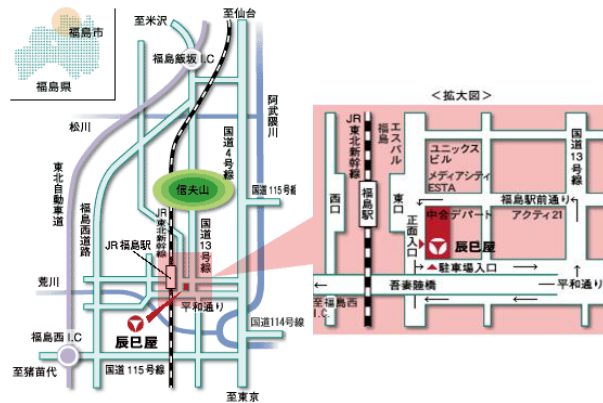 福島市
福島県
至米沢
至仙台
福島飯坂I.C
松川
東北自動車道
福島西道路
国道4号線
阿武隈川
信夫山
国道115号線
JR東北新幹線
国道13号線
JR福島駅
荒川
平和通り
辰巳屋
国道114号線
福島西I.C
至猪苗代
国道115号線
至東京
＜拡大図＞
JR東北新幹線
福島駅
西口
東口
エスパル
福島
ユニックス
ビル
メディアシティ
ESTA
国道13号線
福島駅前通り
中合デパート
アクティ21
正面入口
辰巳屋
駐車場入口
吾妻陸橋
平和通り
至福島西
I.C.